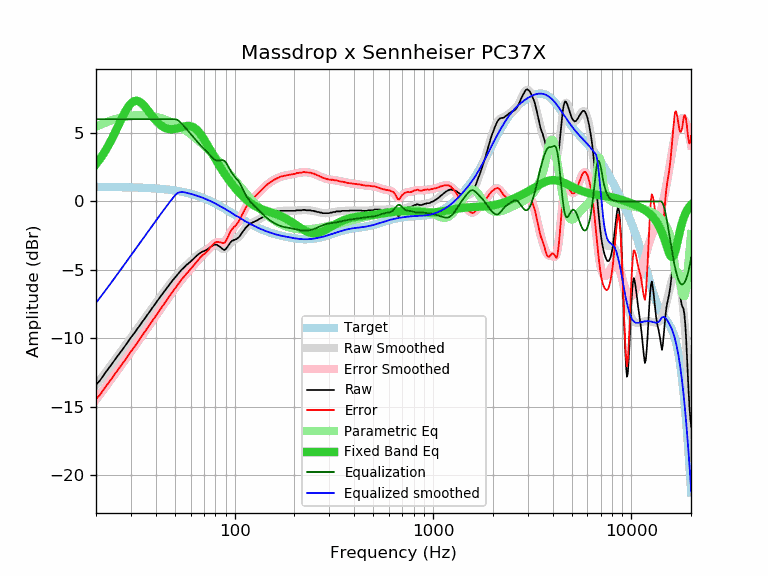 Massdrop x Sennheiser PC37X
Amplitude (dBr)
5
0
−5
−10
−15
−20
Target
Raw Smoothed
Error Smoothed
Raw
Error
Parametric Eq
Fixed Band Eq
Equalization
Equalized smoothed
100 1000 10000
Frequency (Hz)